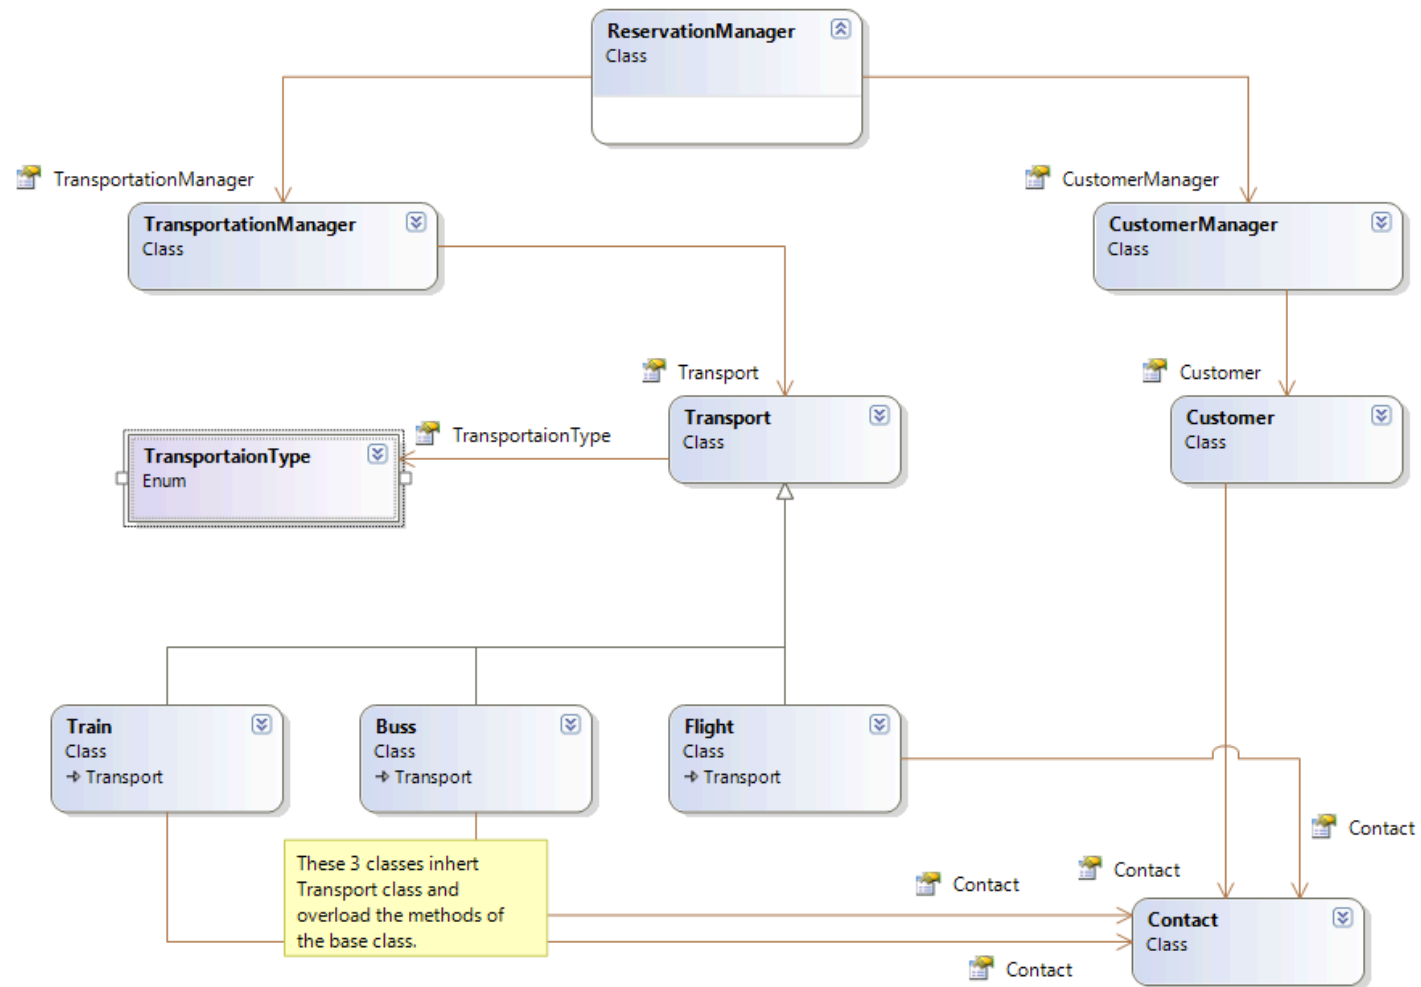 ReservationManager
Class
TransportationManager
CustomerManager
TransportationManager
Class
CustomerManager
Class
Transport
Customer
Transport
Class
Customer
Class
TransportaionType
TransportaionType
Enum
Train
Class
Transport
Buss
Class
Transport
Flight
Class
Transport
Contact
These 3 classes inhert
Transport class and
overload the methods of
the base class.
Contact
Contact
Contact
Class
Contact